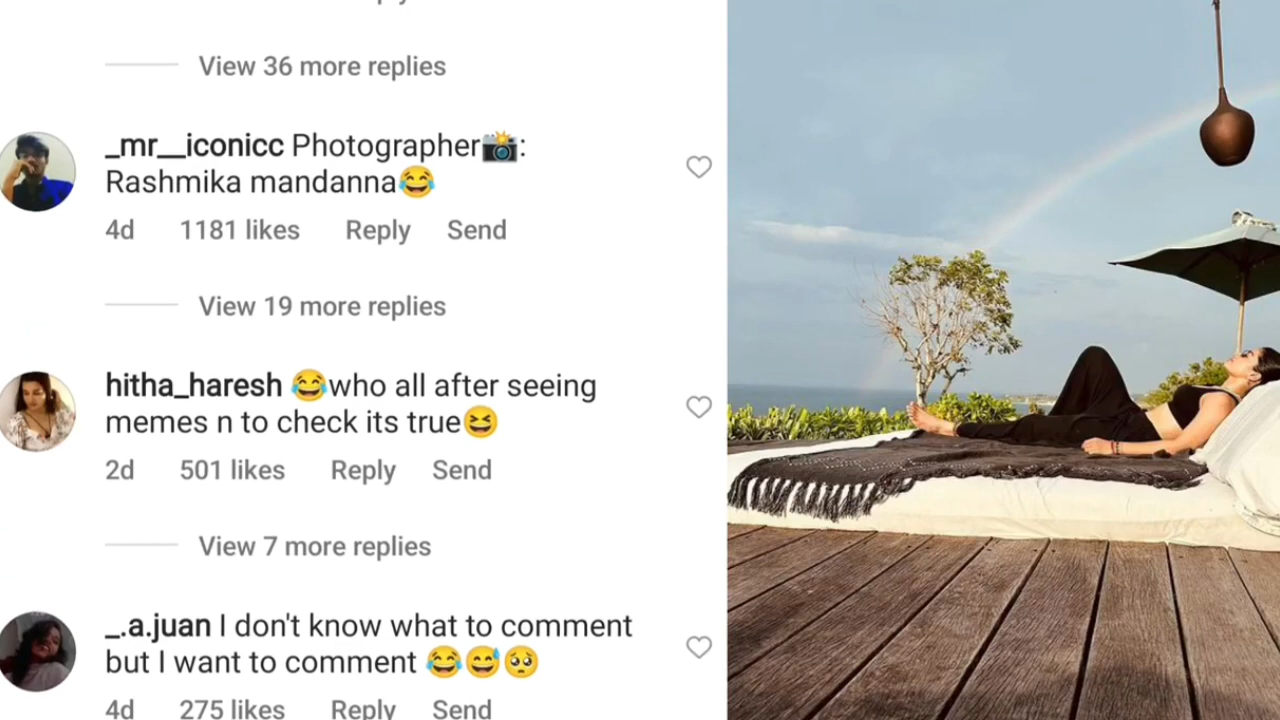 View 36 more replies
_mr__iconicc Photographer📸:
Rashmika mandanna😂
4d 1181 likes Reply Send
View 19 more replies
hitha_haresh 😂who all after seeing
memes n to check its true😆
2d 501 likes Reply Send
View 7 more replies
_.a.juan I don't know what to comment
but I want to comment 😂😅🥺
4d 275 likes Reply Send